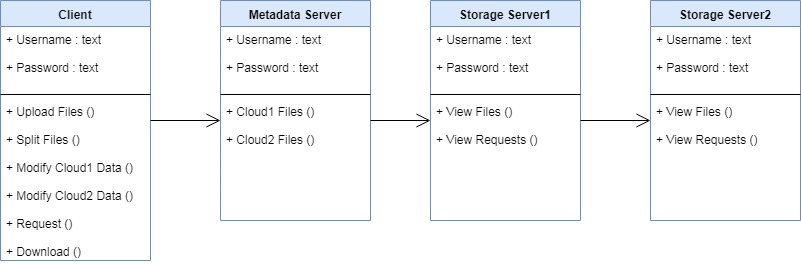 Client
+ Username : text
+ Password : text
+ Upload Files ()
+ Split Files ()
+ Modify Cloud1 Data ()
+ Modify Cloud2 Data ()
+ Request ()
+ Download ()
Metadata Server
+ Username : text
+ Password : text
+ Cloud1 Files ()
+ Cloud2 Files ()
Storage Server1
+ Username : text
+ Password : text
+ View Files ()
+ View Requests ()
Storage Server2
+ Username : text
+ Password : text
+ View Files ()
+ View Requests ()